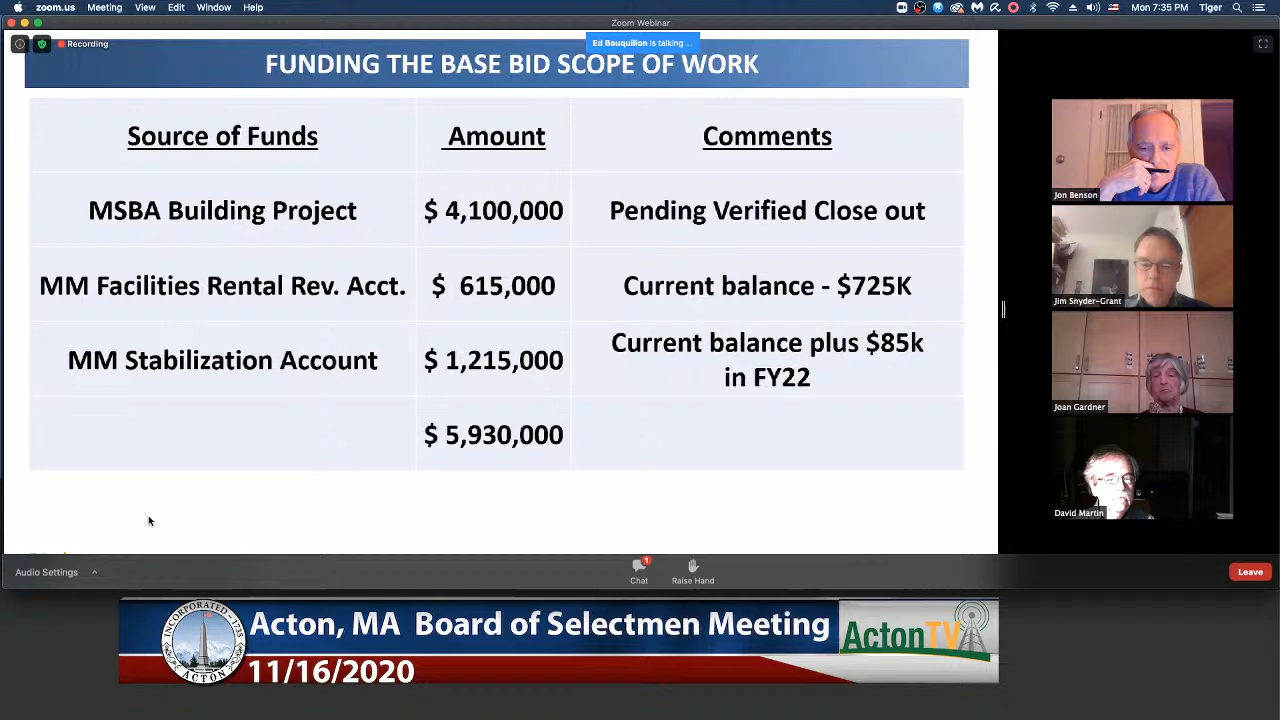 zoom.us Meeting View Edit Window Help Mon 7:35 PM Tiger
Zoom Webinar
Recording
Ed Bouquillon is talking ...
FUNDING THE BASE BID SCOPE OF WORK
Source of Funds Amount Comments
MSBA Building Project $ 4,100,000 Pending Verified Close out
MM Facilities Rental Rev. Acct. $ 615,000 Current balance - $725K
MM Stabilization Account $ 1,215,000 Current balance plus $85k
in FY22
$ 5,930,000
Jon Benson
Jim Snyder-Grant
Joan Gardner
David Martin
Audio Settings
1
Chat
Raise Hand
Leave
INCORPORATED 1735
ACTON
Acton, MA Board of Selectmen Meeting
11/16/2020
ActonTV